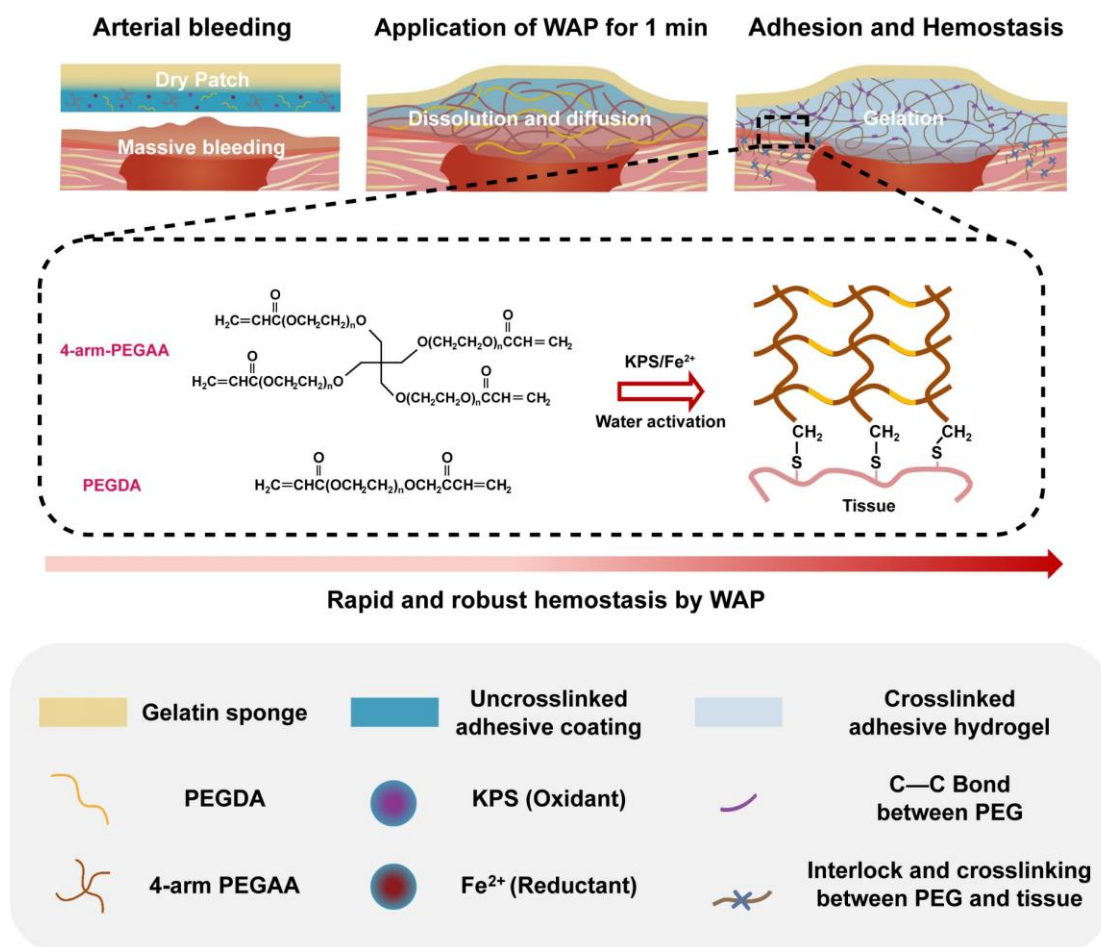 Arterial bleeding
Application of WAP for 1 min
Adhesion and Hemostasis
Dry Patch
Massive bleeding
Dissolution and diffusion
Gelation
4-arm-PEGAA
O
H₂C=CHC(OCH₂CH₂)ₙO
O
O(CH₂CH₂O)ₙCCH=CH₂
O
H₂C=CHC(OCH₂CH₂)ₙO
O
O(CH₂CH₂O)ₙCCH=CH₂
PEGDA
O
O
H₂C=CHC(OCH₂CH₂)ₙOCH₂CCH=CH₂
KPS/Fe²⁺
Water activation
CH₂
CH₂
CH₂
S
S
S
Tissue
Rapid and robust hemostasis by WAP
Gelatin sponge
Uncrosslinked
adhesive coating
Crosslinked
adhesive hydrogel
PEGDA
KPS (Oxidant)
C—C Bond
between PEG
4-arm PEGAA
Fe²⁺ (Reductant)
Interlock and crosslinking
between PEG and tissue